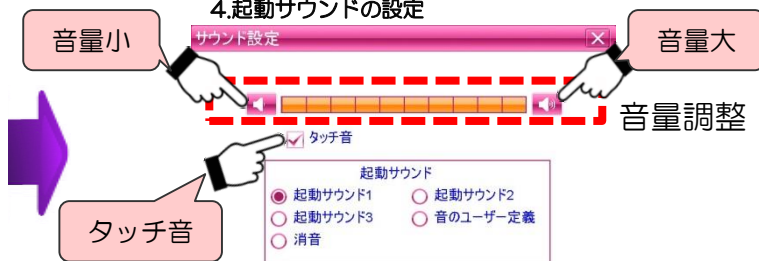 4.起動サウンドの設定
音量小
サウンド設定
音量大
音量調整
タッチ音
起動サウンド
起動サウンド1
起動サウンド2
起動サウンド3
音のユーザー定義
消音
タッチ音